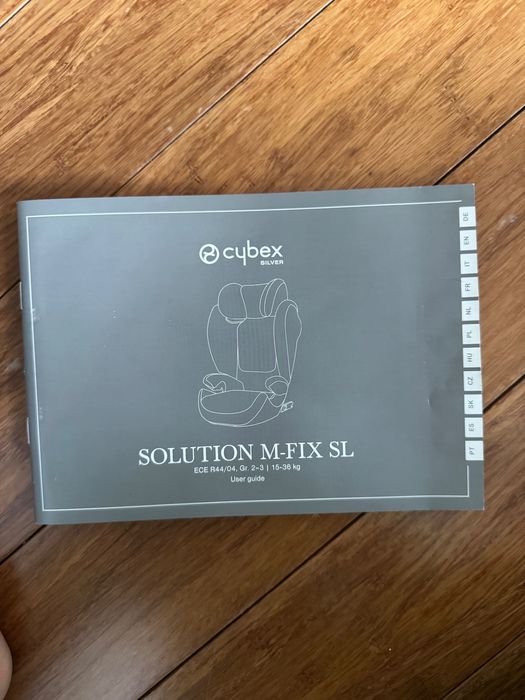 cybex
SILVER
SOLUTION M-FIX SL
ECE R44/04, Gr. 2–3 | 15-36 kg
User guide
DE
EN
IT
FR
NL
PL
HU
CZ
SK
ES
PT